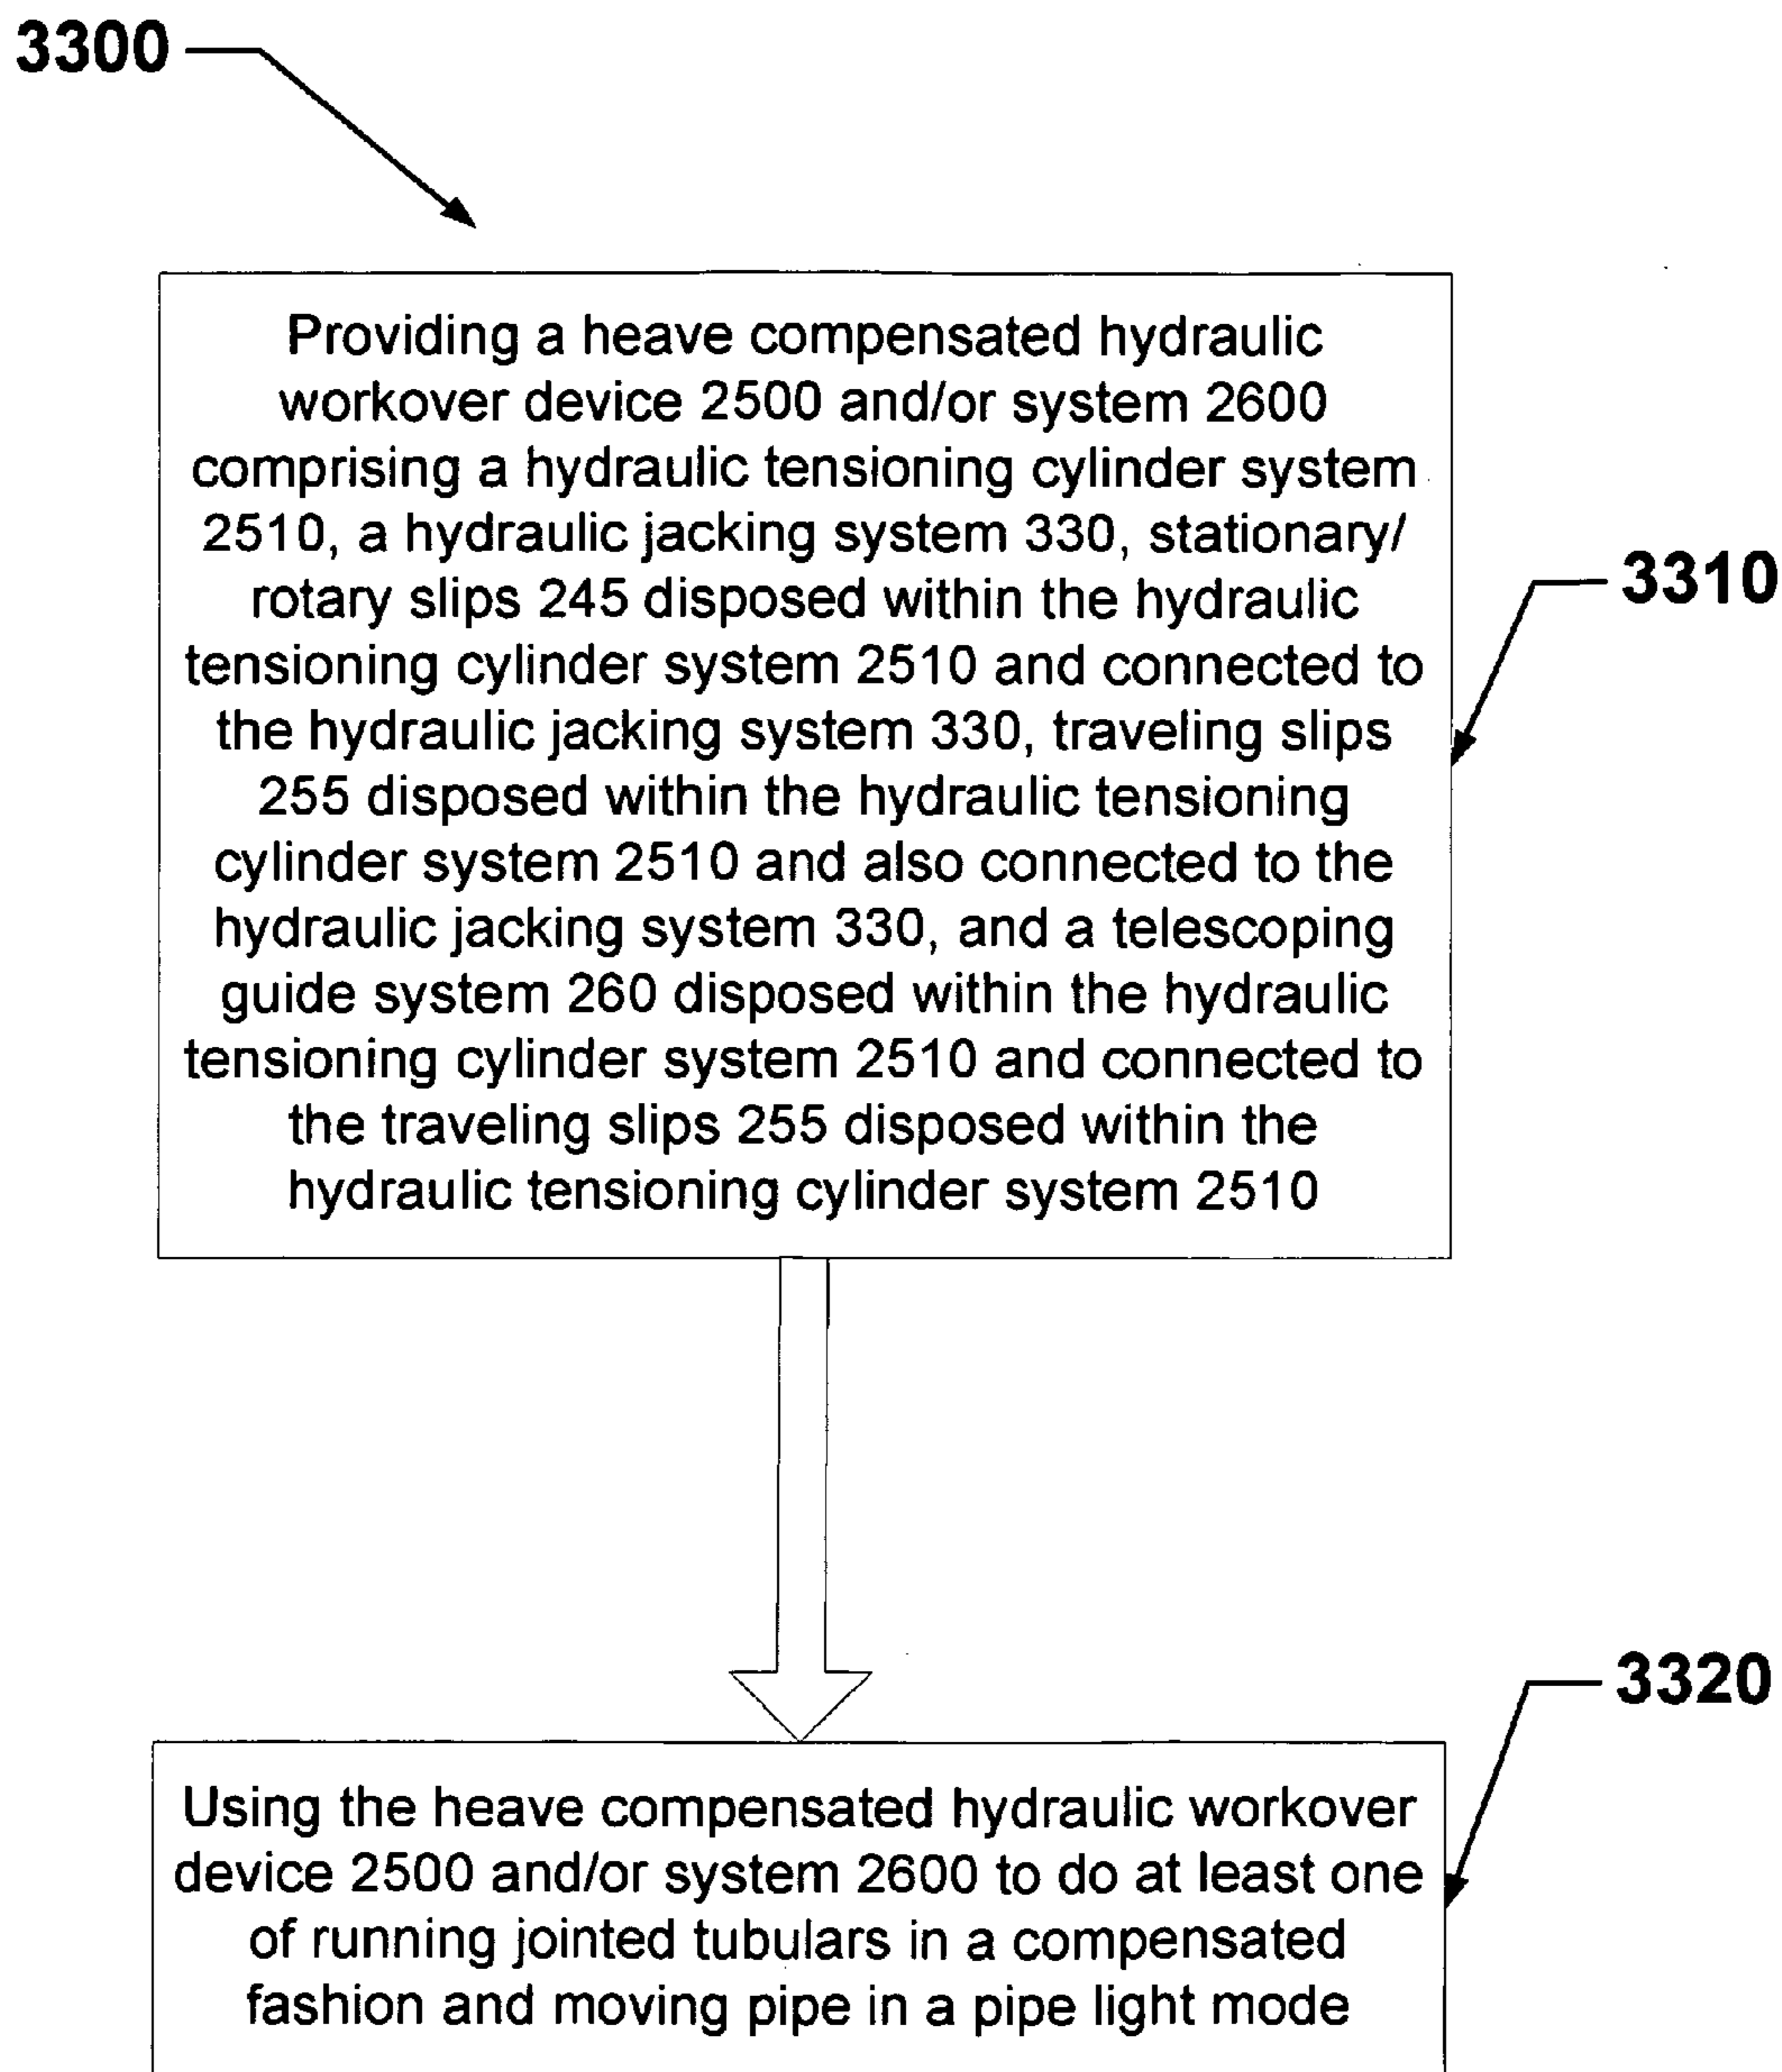 3300
Providing a heave compensated hydraulic
workover device 2500 and/or system 2600
comprising a hydraulic tensioning cylinder system
2510, a hydraulic jacking system 330, stationary/
rotary slips 245 disposed within the hydraulic
tensioning cylinder system 2510 and connected to
the hydraulic jacking system 330, traveling slips
255 disposed within the hydraulic tensioning
cylinder system 2510 and also connected to the
hydraulic jacking system 330, and a telescoping
guide system 260 disposed within the hydraulic
tensioning cylinder system 2510 and connected to
the traveling slips 255 disposed within the
hydraulic tensioning cylinder system 2510
3310
3320
Using the heave compensated hydraulic workover
device 2500 and/or system 2600 to do at least one
of running jointed tubulars in a compensated
fashion and moving pipe in a pipe light mode